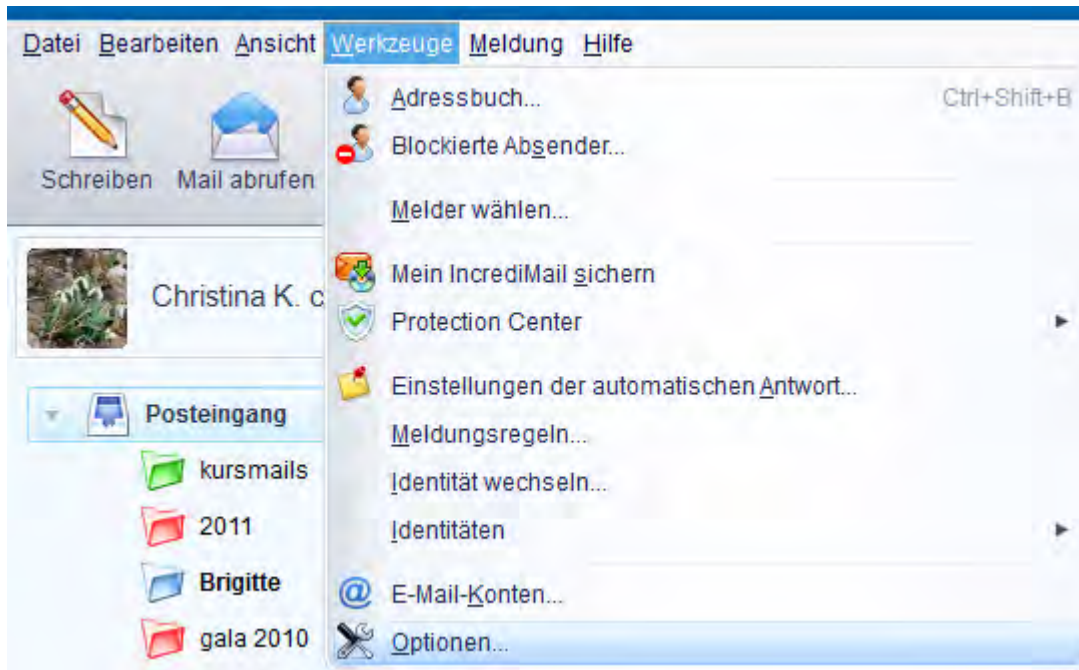 Datei Bearbeiten Ansicht Werkzeuge Meldung Hilfe
Schreiben Mail abrufen
Christina K. c
Posteingang
kursmails
2011
Brigitte
gala 2010
Adressbuch... Ctrl+Shift+B
Blockierte Absender...
Melder wählen...
Mein IncrediMail sichern
Protection Center
Einstellungen der automatischen Antwort...
Meldungsregeln...
Identität wechseln...
Identitäten
E-Mail-Konten...
Optionen...